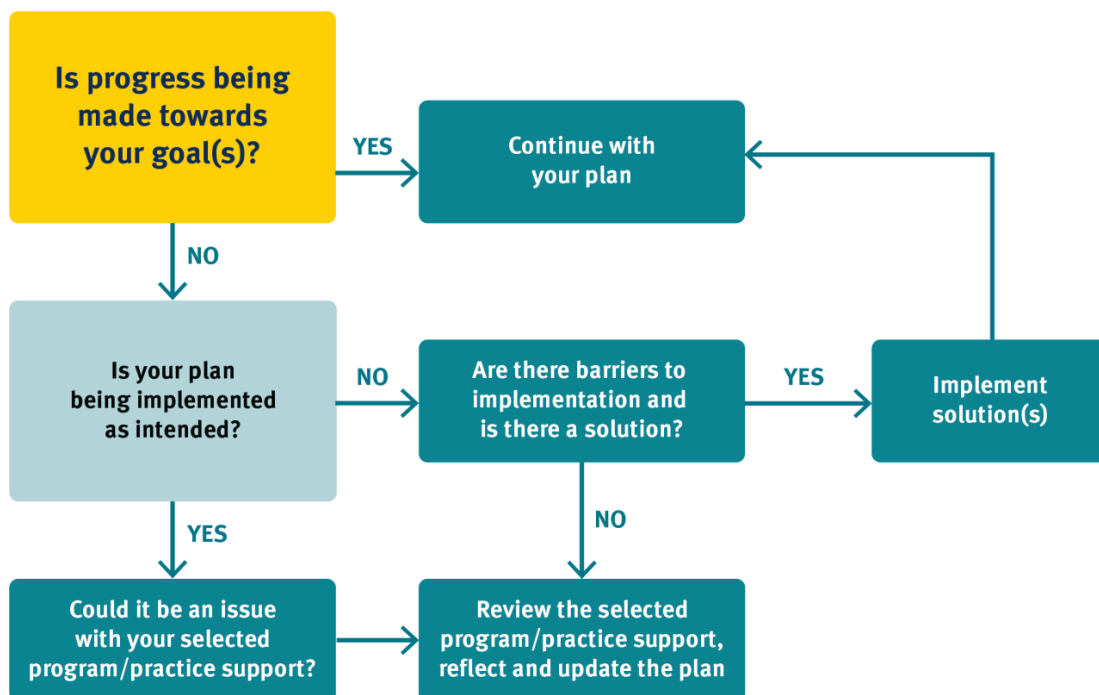 Is progress being
made towards
your goal(s)?
YES
Continue with
your plan
NO
Is your plan
being implemented
as intended?
NO
Are there barriers to
implementation and
is there a solution?
YES
Implement
solution(s)
YES
NO
Could it be an issue
with your selected
program/practice support?
Review the selected
program/practice support,
reflect and update the plan